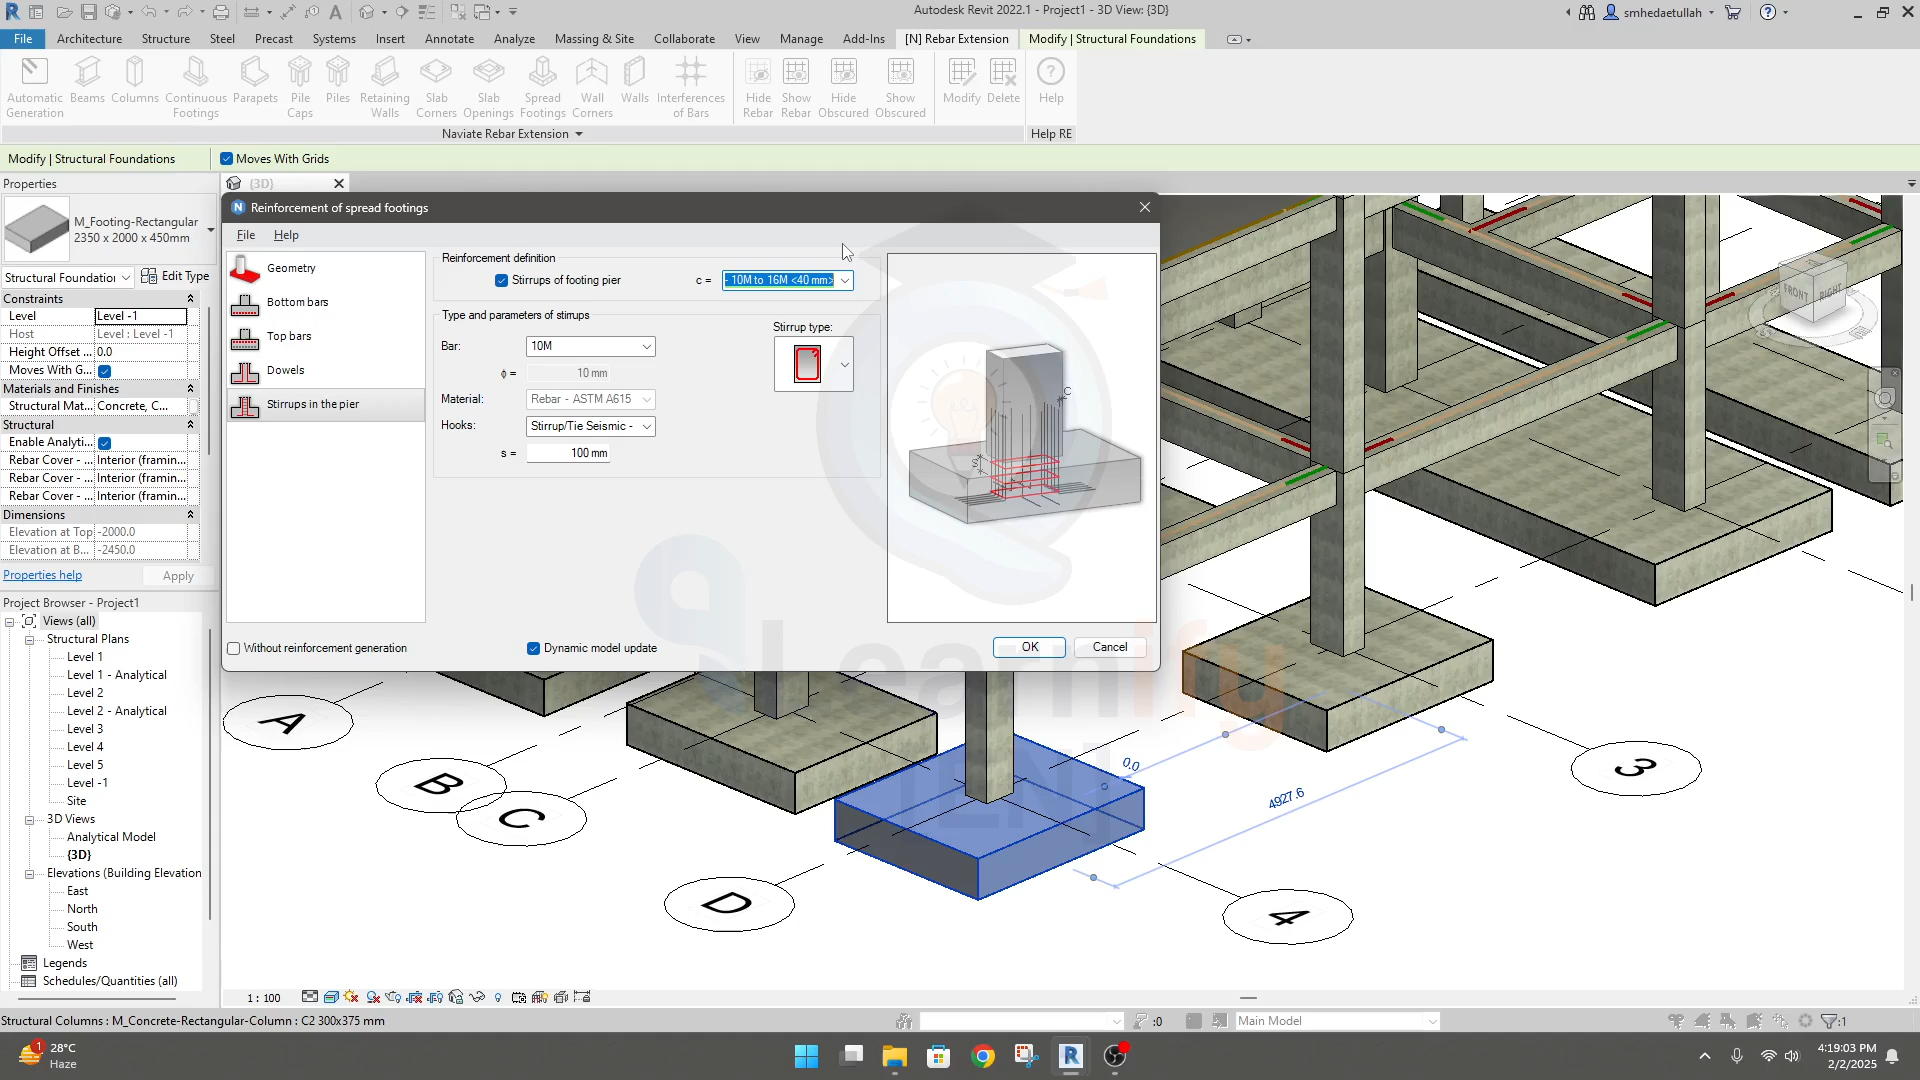 Autodesk Revit 2022.1 - Project1 - 3D View: {3D}
smhedaetullah
File
Architecture
Structure
Steel
Precast
Systems
Insert
Annotate
Analyze
Massing & Site
Collaborate
View
Manage
Add-Ins
[N] Rebar Extension
Modify | Structural Foundations
Automatic Generation
Beams
Columns
Continuous Footings
Parapets
Pile Caps
Piles
Retaining Walls
Slab Corners
Slab Openings
Spread Footings
Wall Corners
Walls
Interferences of Bars
Hide Rebar
Show Rebar
Hide Obscured
Show Obscured
Modify
Delete
Help
Naviate Rebar Extension
Help RE
Modify | Structural Foundations
Moves With Grids
Properties
{3D}
M_Footing-Rectangular
2350 x 2000 x 450mm
Structural Foundation
Edit Type
Constraints
Level Level -1
Host Level : Level -1
Height Offset ... 0.0
Moves With G...
Materials and Finishes
Structural Mat... Concrete, C...
Structural
Enable Analyti...
Rebar Cover - ... Interior (framin...
Rebar Cover - ... Interior (framin...
Rebar Cover - ... Interior (framin...
Dimensions
Elevation at Top -2000.0
Elevation at B... -2450.0
Properties help
Apply
Project Browser - Project1
Views (all)
Structural Plans
Level 1
Level 1 - Analytical
Level 2
Level 2 - Analytical
Level 3
Level 4
Level 5
Level -1
Site
3D Views
Analytical Model
{3D}
Elevations (Building Elevation
East
North
South
West
Legends
Schedules/Quantities (all)
Reinforcement of spread footings
File
Help
Geometry
Bottom bars
Top bars
Dowels
Stirrups in the pier
Reinforcement definition
Stirrups of footing pier
c =
- 10M to 16M <40 mm>
Type and parameters of stirrups
Stirrup type:
Bar: 10M
ϕ = 10 mm
Material: Rebar - ASTM A615
Hooks: Stirrup/Tie Seismic -
s = 100 mm
C
S
Without reinforcement generation
Dynamic model update
OK
Cancel
FRONT
RIGHT
A
B
C
D
3
4
0.0
4927.6
Learnify
[EN]
1 : 100
Structural Columns : M_Concrete-Rectangular-Column : C2 300x375 mm
:0
Main Model
:1
1
28°C
Haze
4:19:03 PM
2/2/2025